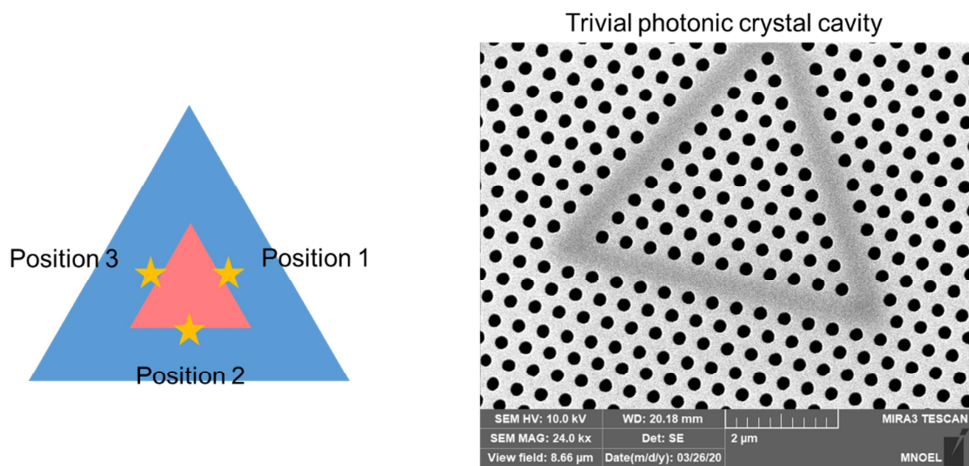 Trivial photonic crystal cavity
Position 3
Position 1
Position 2
SEM HV: 10.0 kV
WD: 20.18 mm
MIRA3 TESCAN
SEM MAG: 24.0 kx
Det: SE
2 µm
View field: 8.66 µm
Date(m/d/y): 03/26/20
MNOEL